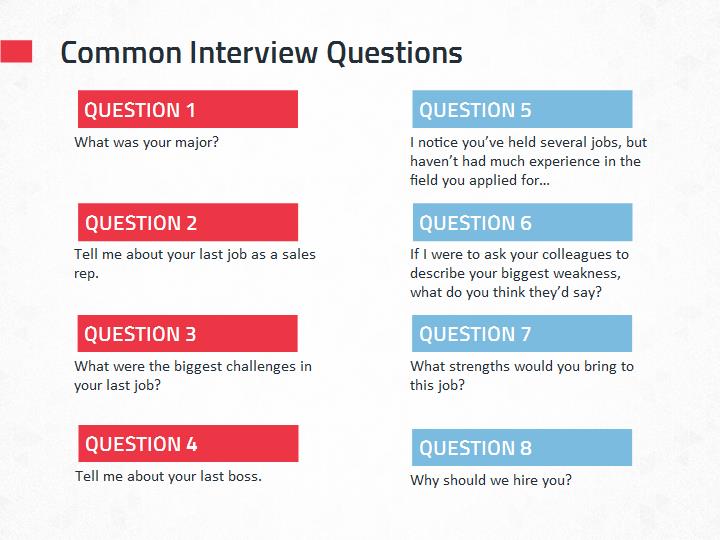 Common Interview Questions
QUESTION 1
What was your major?
QUESTION 2
Tell me about your last job as a sales
rep.
QUESTION 3
What were the biggest challenges in
your last job?
QUESTION 4
Tell me about your last boss.
QUESTION 5
I notice you’ve held several jobs, but
haven’t had much experience in the
field you applied for…
QUESTION 6
If I were to ask your colleagues to
describe your biggest weakness,
what do you think they’d say?
QUESTION 7
What strengths would you bring to
this job?
QUESTION 8
Why should we hire you?